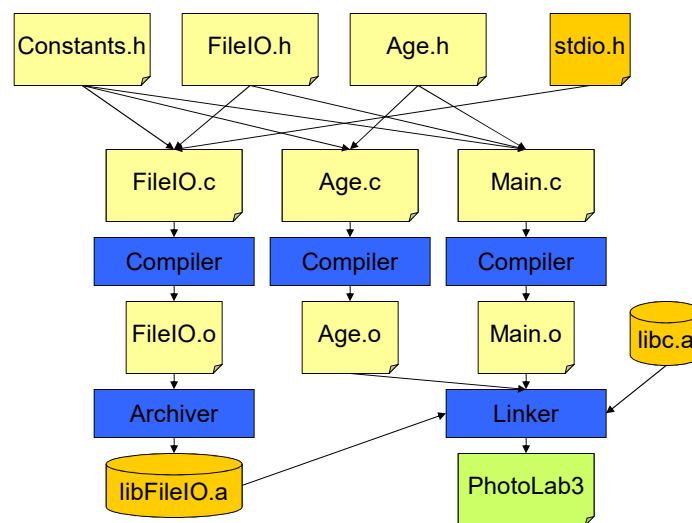 Constants.h
FileIO.h
Age.h
stdio.h
FileIO.c
Age.c
Main.c
Compiler
Compiler
Compiler
FileIO.o
Age.o
Main.o
libc.a
Archiver
Linker
libFileIO.a
PhotoLab3